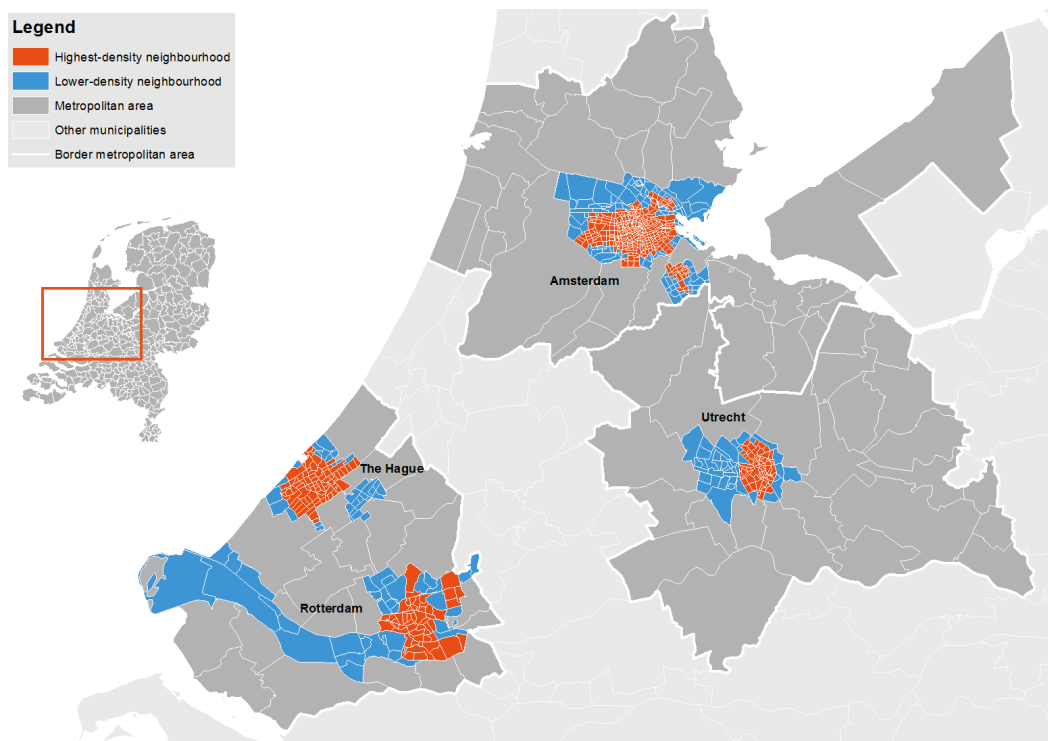 Legend
Highest-density neighbourhood
Lower-density neighbourhood
Metropolitan area
Other municipalities
Border metropolitan area
Amsterdam
Utrecht
The Hague
Rotterdam